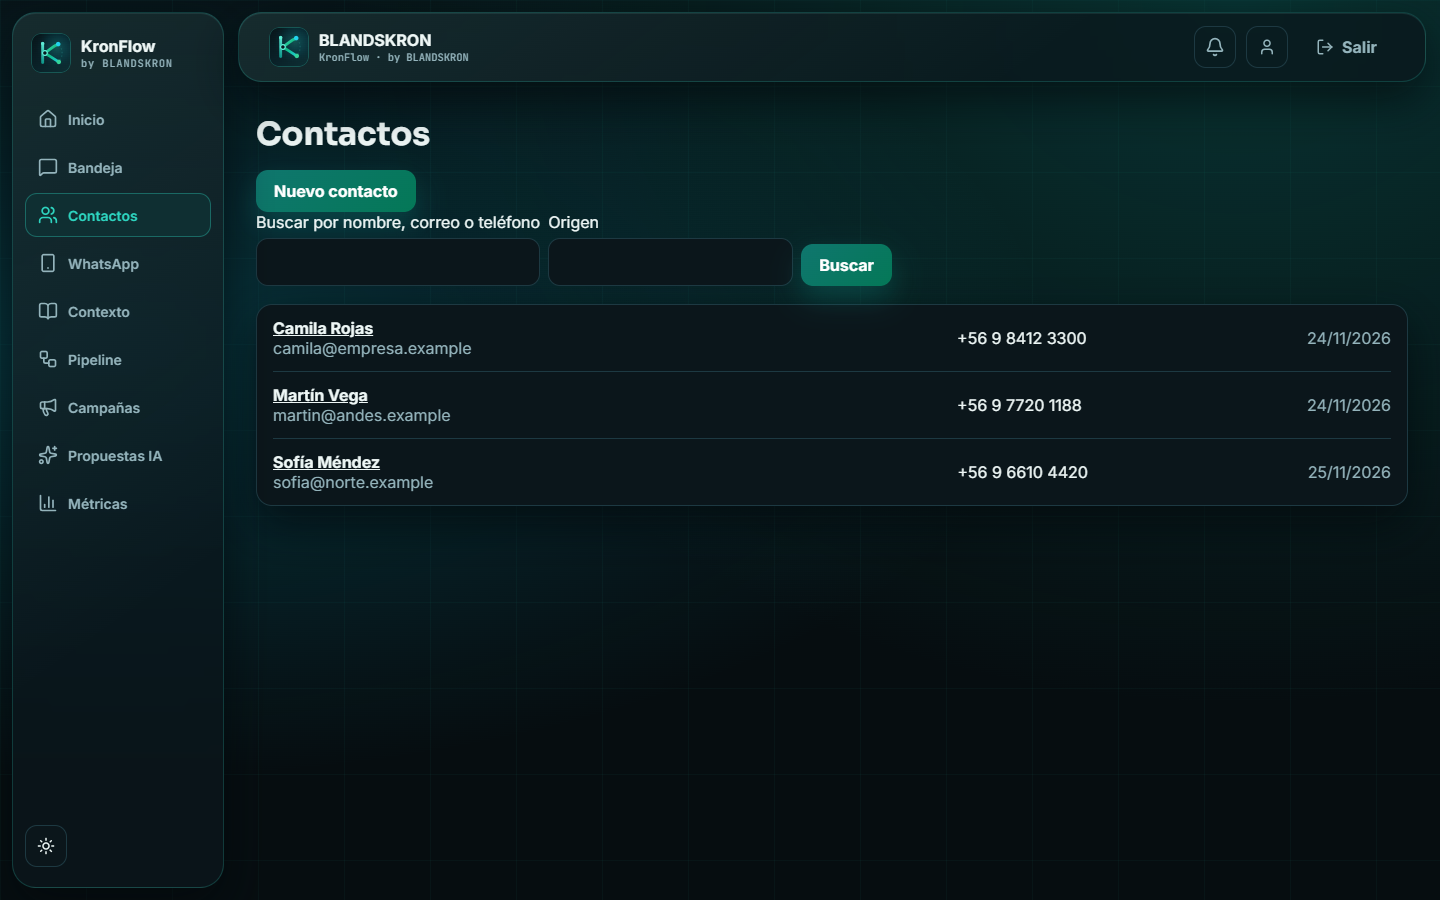 KronFlow
by BLANDSKRON
Inicio
Bandeja
Contactos
WhatsApp
Contexto
Pipeline
Campañas
Propuestas IA
Métricas
BLANDSKRON
KronFlow · by BLANDSKRON
Salir
Contactos
Nuevo contacto
Buscar por nombre, correo o teléfono Origen
Buscar
Camila Rojas
camila@empresa.example
+56 9 8412 3300
24/11/2026
Martín Vega
martin@andes.example
+56 9 7720 1188
24/11/2026
Sofía Méndez
sofia@norte.example
+56 9 6610 4420
25/11/2026